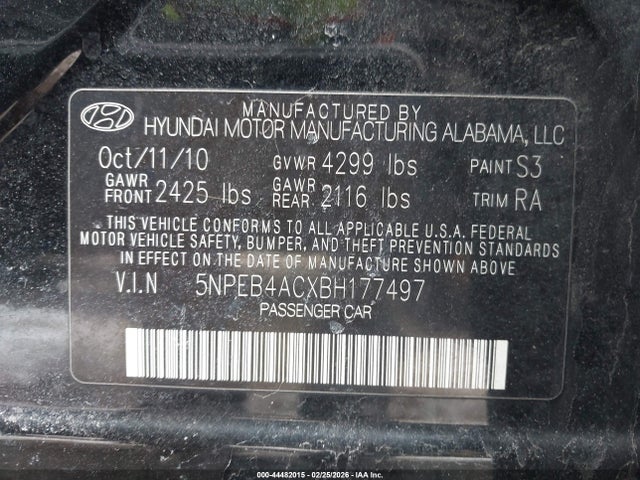 MANUFACTURED BY
HYUNDAI MOTOR MANUFACTURING ALABAMA, LLC
Oct/11/10 GVWR 4299 lbs PAINT S3
GAWR FRONT 2425 lbs GAWR REAR 2116 lbs TRIM RA
THIS VEHICLE CONFORMS TO ALL APPLICABLE U.S.A. FEDERAL
MOTOR VEHICLE SAFETY, BUMPER, AND THEFT PREVENTION STANDARDS
IN EFFECT ON THE DATE OF MANUFACTURE SHOWN ABOVE.
V.I.N 5NPEB4ACXBH177497
PASSENGER CAR
000-44482015 - 02/25/2026 - Copyright IAA, Inc.